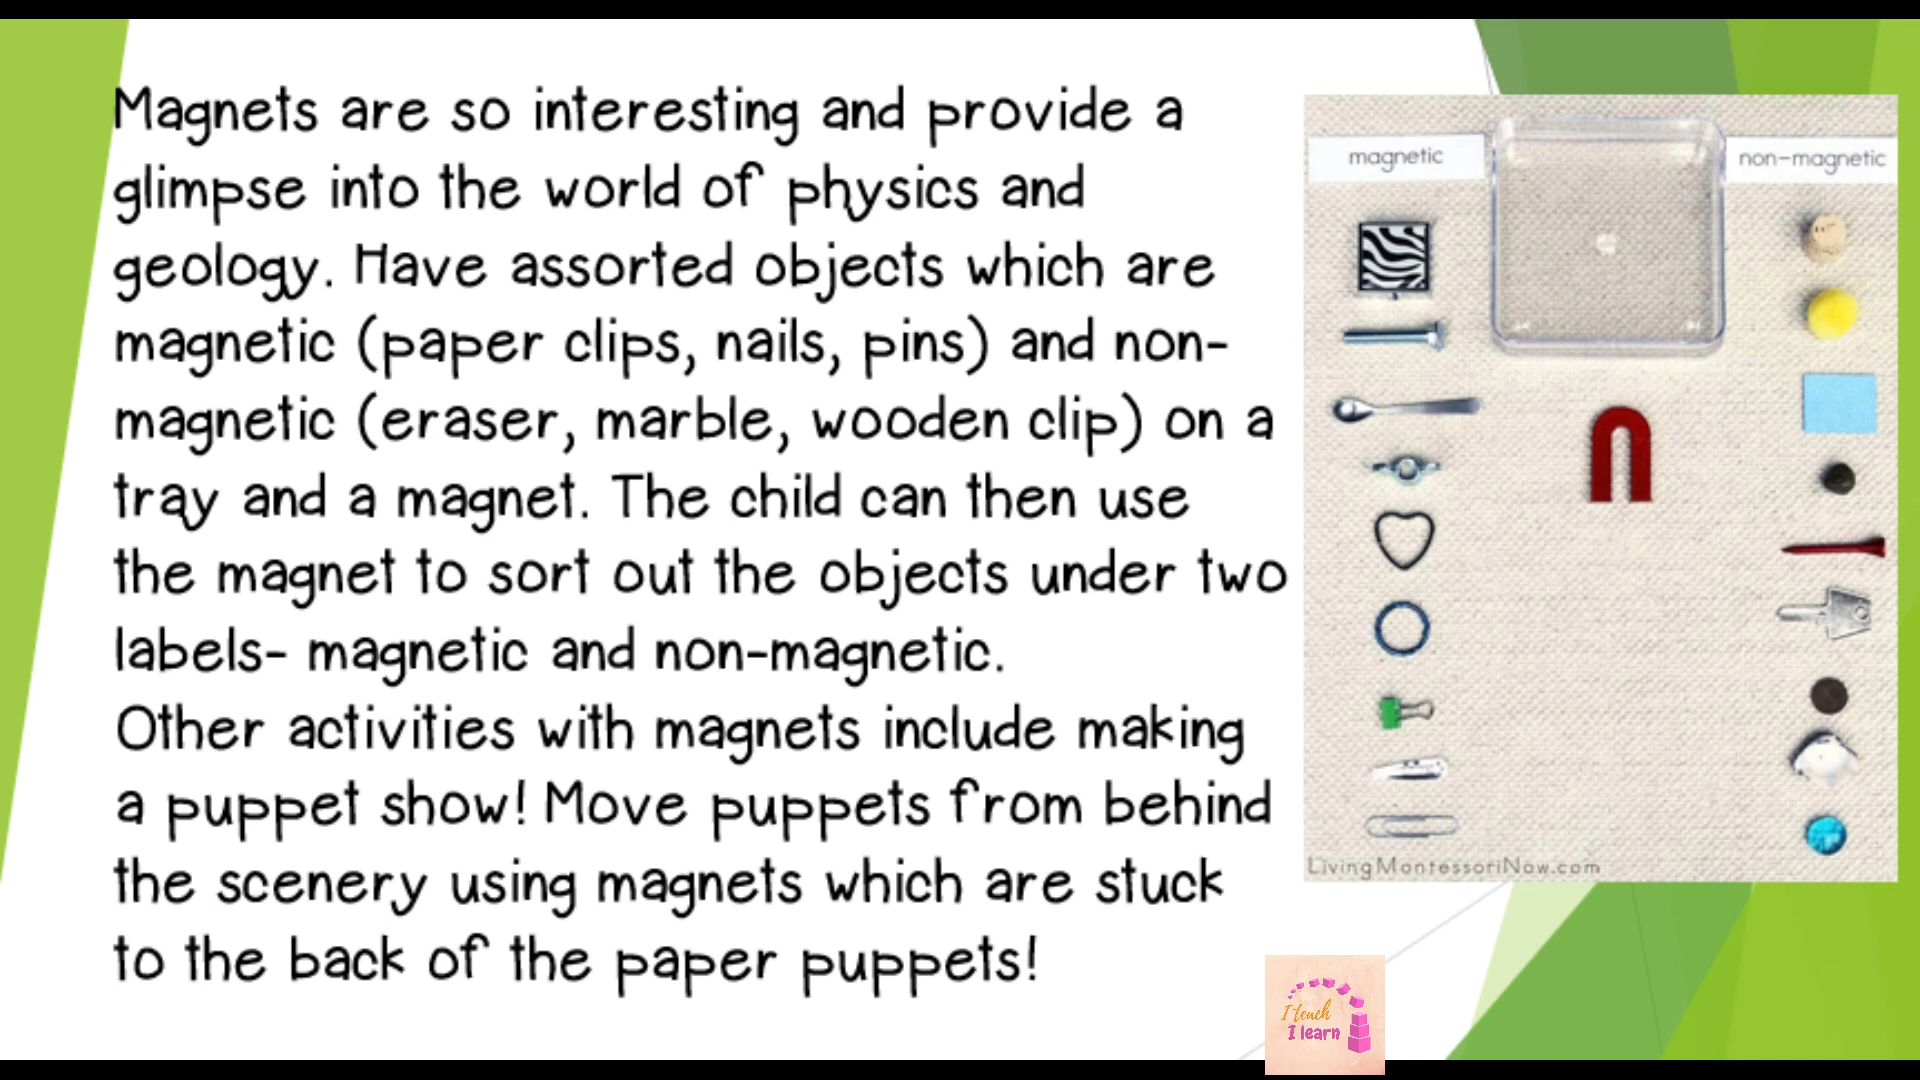 Magnets are so interesting and provide a
glimpse into the world of physics and
geology. Have assorted objects which are
magnetic (paper clips, nails, pins) and non-
magnetic (eraser, marble, wooden clip) on a
tray and a magnet. The child can then use
the magnet to sort out the objects under two
labels- magnetic and non-magnetic.
Other activities with magnets include making
a puppet show! Move puppets from behind
the scenery using magnets which are stuck
to the back of the paper puppets!
magnetic
non-magnetic
LivingMontessoriNow.com
I teach
I learn